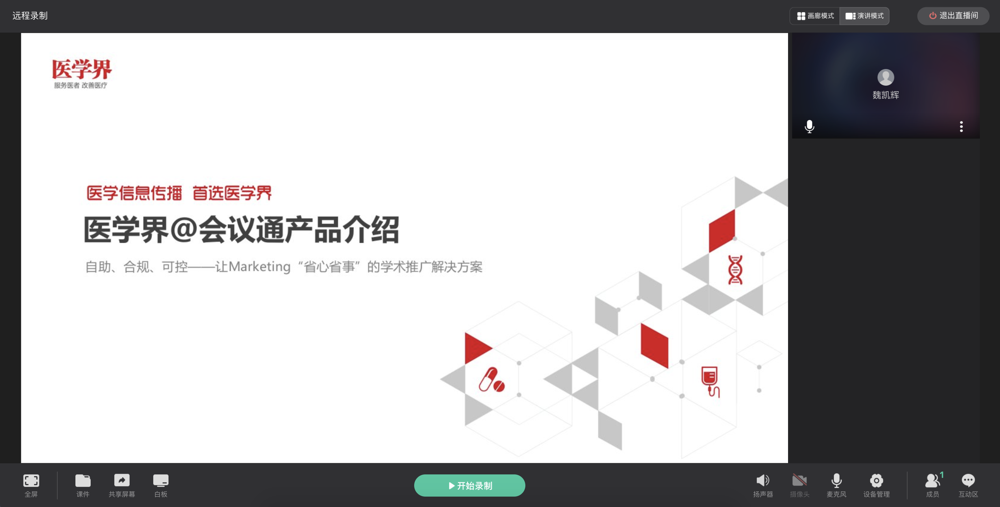 远程录制
画廊模式
演讲模式
退出直播间
医学界
服务医者 改善医疗
魏凯辉
医学信息传播 首选医学界
医学界@会议通产品介绍
自助、合规、可控——让Marketing“省心省事”的学术推广解决方案
全屏
课件
共享屏幕
白板
开始录制
扬声器
摄像头
麦克风
设备管理
1
成员
互动区